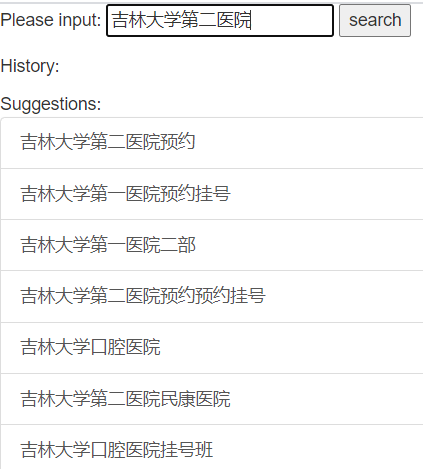 Please input: 吉林大学第二医院 search
History:
Suggestions:
吉林大学第二医院预约
吉林大学第一医院预约挂号
吉林大学第一医院二部
吉林大学第二医院预约预约挂号
吉林大学口腔医院
吉林大学第二医院民康医院
吉林大学口腔医院挂号班